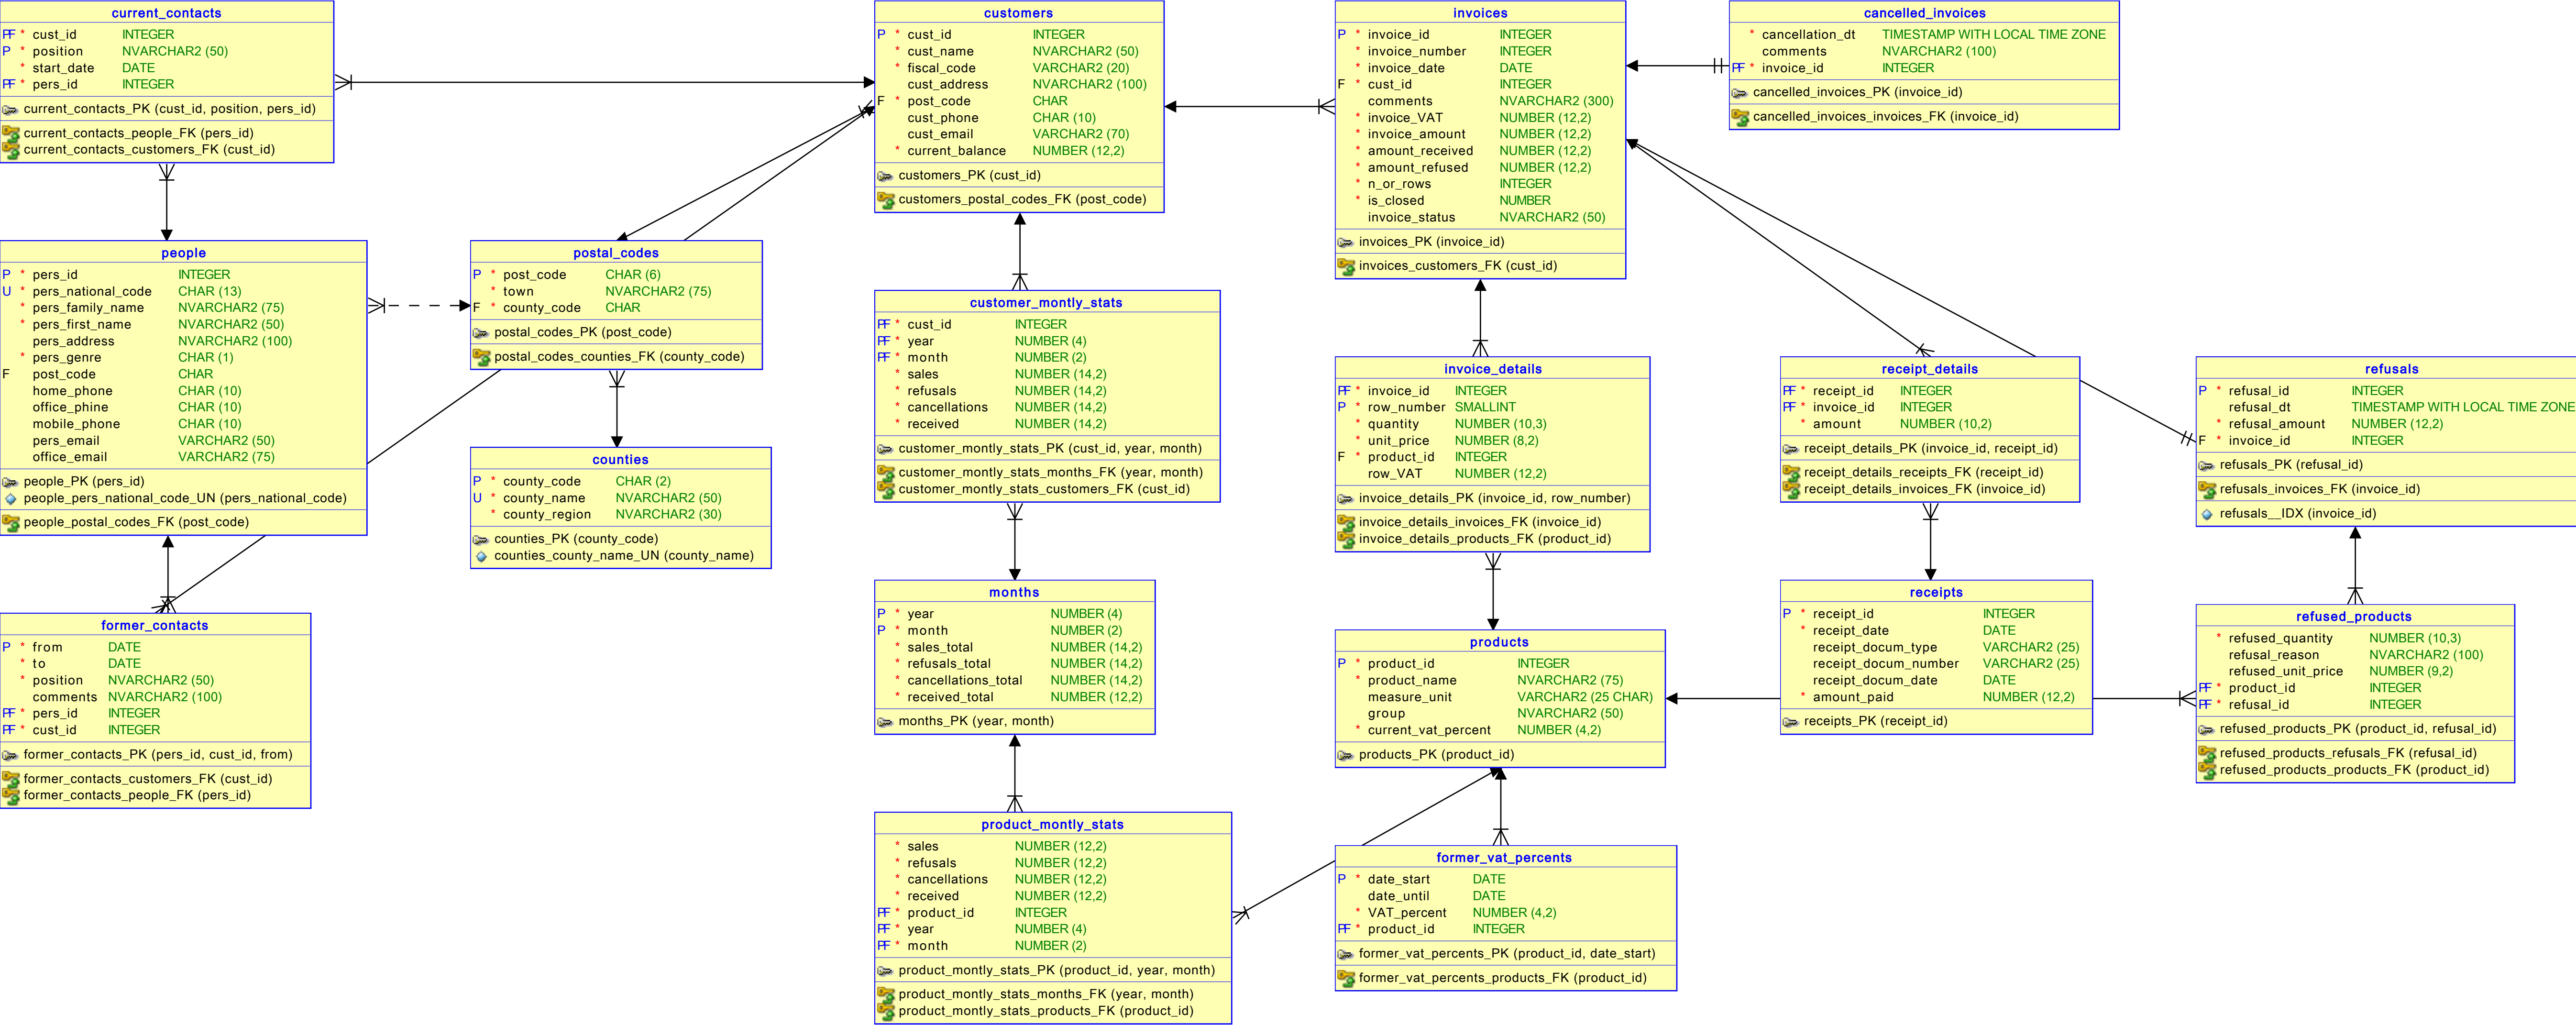 current_contacts
PF * cust_id INTEGER
P * position NVARCHAR2 (50)
* start_date DATE
PF * pers_id INTEGER
current_contacts_PK (cust_id, position, pers_id)
current_contacts_people_FK (pers_id)
current_contacts_customers_FK (cust_id)
customers
P * cust_id INTEGER
* cust_name NVARCHAR2 (50)
* fiscal_code VARCHAR2 (20)
cust_address NVARCHAR2 (100)
F * post_code CHAR
cust_phone CHAR (10)
cust_email VARCHAR2 (70)
* current_balance NUMBER (12,2)
customers_PK (cust_id)
customers_postal_codes_FK (post_code)
invoices
P * invoice_id INTEGER
* invoice_number INTEGER
* invoice_date DATE
F * cust_id INTEGER
comments NVARCHAR2 (300)
* invoice_VAT NUMBER (12,2)
* invoice_amount NUMBER (12,2)
* amount_received NUMBER (12,2)
* amount_refused NUMBER (12,2)
* n_or_rows INTEGER
* is_closed NUMBER
invoice_status NVARCHAR2 (50)
invoices_PK (invoice_id)
invoices_customers_FK (cust_id)
cancelled_invoices
* cancellation_dt TIMESTAMP WITH LOCAL TIME ZONE
comments NVARCHAR2 (100)
PF * invoice_id INTEGER
cancelled_invoices_PK (invoice_id)
cancelled_invoices_invoices_FK (invoice_id)
people
P * pers_id INTEGER
U * pers_national_code CHAR (13)
* pers_family_name NVARCHAR2 (75)
* pers_first_name NVARCHAR2 (50)
pers_address NVARCHAR2 (100)
* pers_genre CHAR (1)
F post_code CHAR
home_phone CHAR (10)
office_phine CHAR (10)
mobile_phone CHAR (10)
pers_email VARCHAR2 (50)
office_email VARCHAR2 (75)
people_PK (pers_id)
people_pers_national_code_UN (pers_national_code)
people_postal_codes_FK (post_code)
postal_codes
P * post_code CHAR (6)
* town NVARCHAR2 (75)
F * county_code CHAR
postal_codes_PK (post_code)
postal_codes_counties_FK (county_code)
customer_montly_stats
PF * cust_id INTEGER
PF * year NUMBER (4)
PF * month NUMBER (2)
* sales NUMBER (14,2)
* refusals NUMBER (14,2)
* cancellations NUMBER (14,2)
* received NUMBER (14,2)
customer_montly_stats_PK (cust_id, year, month)
customer_montly_stats_months_FK (year, month)
customer_montly_stats_customers_FK (cust_id)
invoice_details
PF * invoice_id INTEGER
P * row_number SMALLINT
* quantity NUMBER (10,3)
* unit_price NUMBER (8,2)
F * product_id INTEGER
row_VAT NUMBER (12,2)
invoice_details_PK (invoice_id, row_number)
invoice_details_invoices_FK (invoice_id)
invoice_details_products_FK (product_id)
receipt_details
PF * receipt_id INTEGER
PF * invoice_id INTEGER
* amount NUMBER (10,2)
receipt_details_PK (invoice_id, receipt_id)
receipt_details_receipts_FK (receipt_id)
receipt_details_invoices_FK (invoice_id)
refusals
P * refusal_id INTEGER
refusal_dt TIMESTAMP WITH LOCAL TIME ZONE
* refusal_amount NUMBER (12,2)
F * invoice_id INTEGER
refusals_PK (refusal_id)
refusals_invoices_FK (invoice_id)
refusals__IDX (invoice_id)
counties
P * county_code CHAR (2)
U * county_name NVARCHAR2 (50)
* county_region NVARCHAR2 (30)
counties_PK (county_code)
counties_county_name_UN (county_name)
months
P * year NUMBER (4)
P * month NUMBER (2)
* sales_total NUMBER (14,2)
* refusals_total NUMBER (14,2)
* cancellations_total NUMBER (14,2)
* received_total NUMBER (12,2)
months_PK (year, month)
former_contacts
P * from DATE
* to DATE
* position NVARCHAR2 (50)
comments NVARCHAR2 (100)
PF * pers_id INTEGER
PF * cust_id INTEGER
former_contacts_PK (pers_id, cust_id, from)
former_contacts_customers_FK (cust_id)
former_contacts_people_FK (pers_id)
products
P * product_id INTEGER
* product_name NVARCHAR2 (75)
measure_unit VARCHAR2 (25 CHAR)
group NVARCHAR2 (50)
* current_vat_percent NUMBER (4,2)
products_PK (product_id)
receipts
P * receipt_id INTEGER
* receipt_date DATE
receipt_docum_type VARCHAR2 (25)
receipt_docum_number VARCHAR2 (25)
receipt_docum_date DATE
* amount_paid NUMBER (12,2)
receipts_PK (receipt_id)
refused_products
* refused_quantity NUMBER (10,3)
refusal_reason NVARCHAR2 (100)
refused_unit_price NUMBER (9,2)
PF * product_id INTEGER
PF * refusal_id INTEGER
refused_products_PK (product_id, refusal_id)
refused_products_refusals_FK (refusal_id)
refused_products_products_FK (product_id)
product_montly_stats
* sales NUMBER (12,2)
* refusals NUMBER (12,2)
* cancellations NUMBER (12,2)
* received NUMBER (12,2)
PF * product_id INTEGER
PF * year NUMBER (4)
PF * month NUMBER (2)
product_montly_stats_PK (product_id, year, month)
product_montly_stats_months_FK (year, month)
product_montly_stats_products_FK (product_id)
former_vat_percents
P * date_start DATE
date_until DATE
* VAT_percent NUMBER (4,2)
PF * product_id INTEGER
former_vat_percents_PK (product_id, date_start)
former_vat_percents_products_FK (product_id)